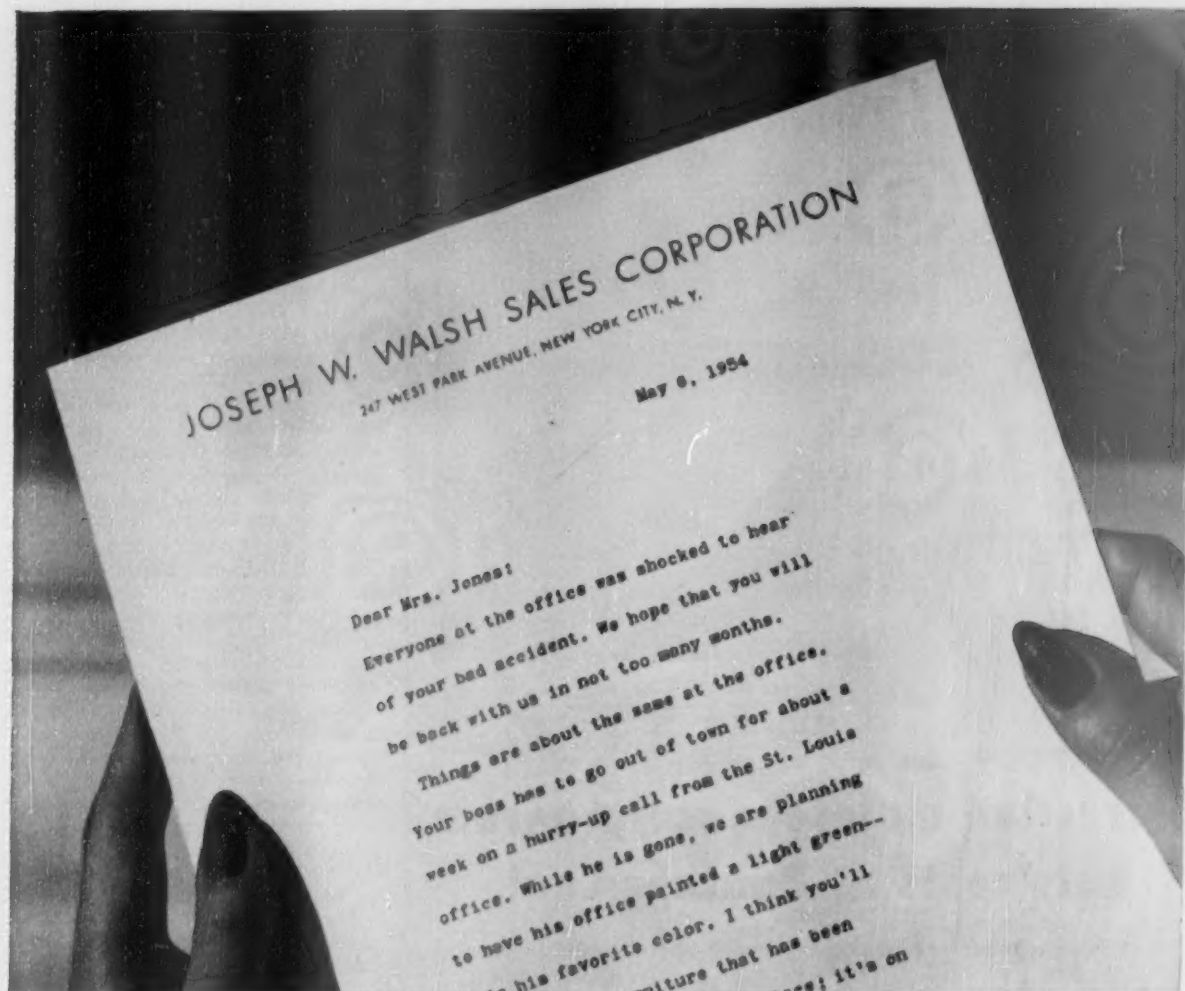 JOSEPH W. WALSH SALES CORPORATION
247 WEST PARK AVENUE, NEW YORK CITY, N. Y.
May 6, 1954
Dear Mrs. Jones:
Everyone at the office was shocked to hear
of your bad accident. We hope that you will
be back with us in not too many months.
Things are about the same at the office.
Your boss has to go out of town for about a
week on a hurry-up call from the St. Louis
office. While he is gone, we are planning
to have his office painted a light green--
his favorite color. I think you'll
that has been
it's on